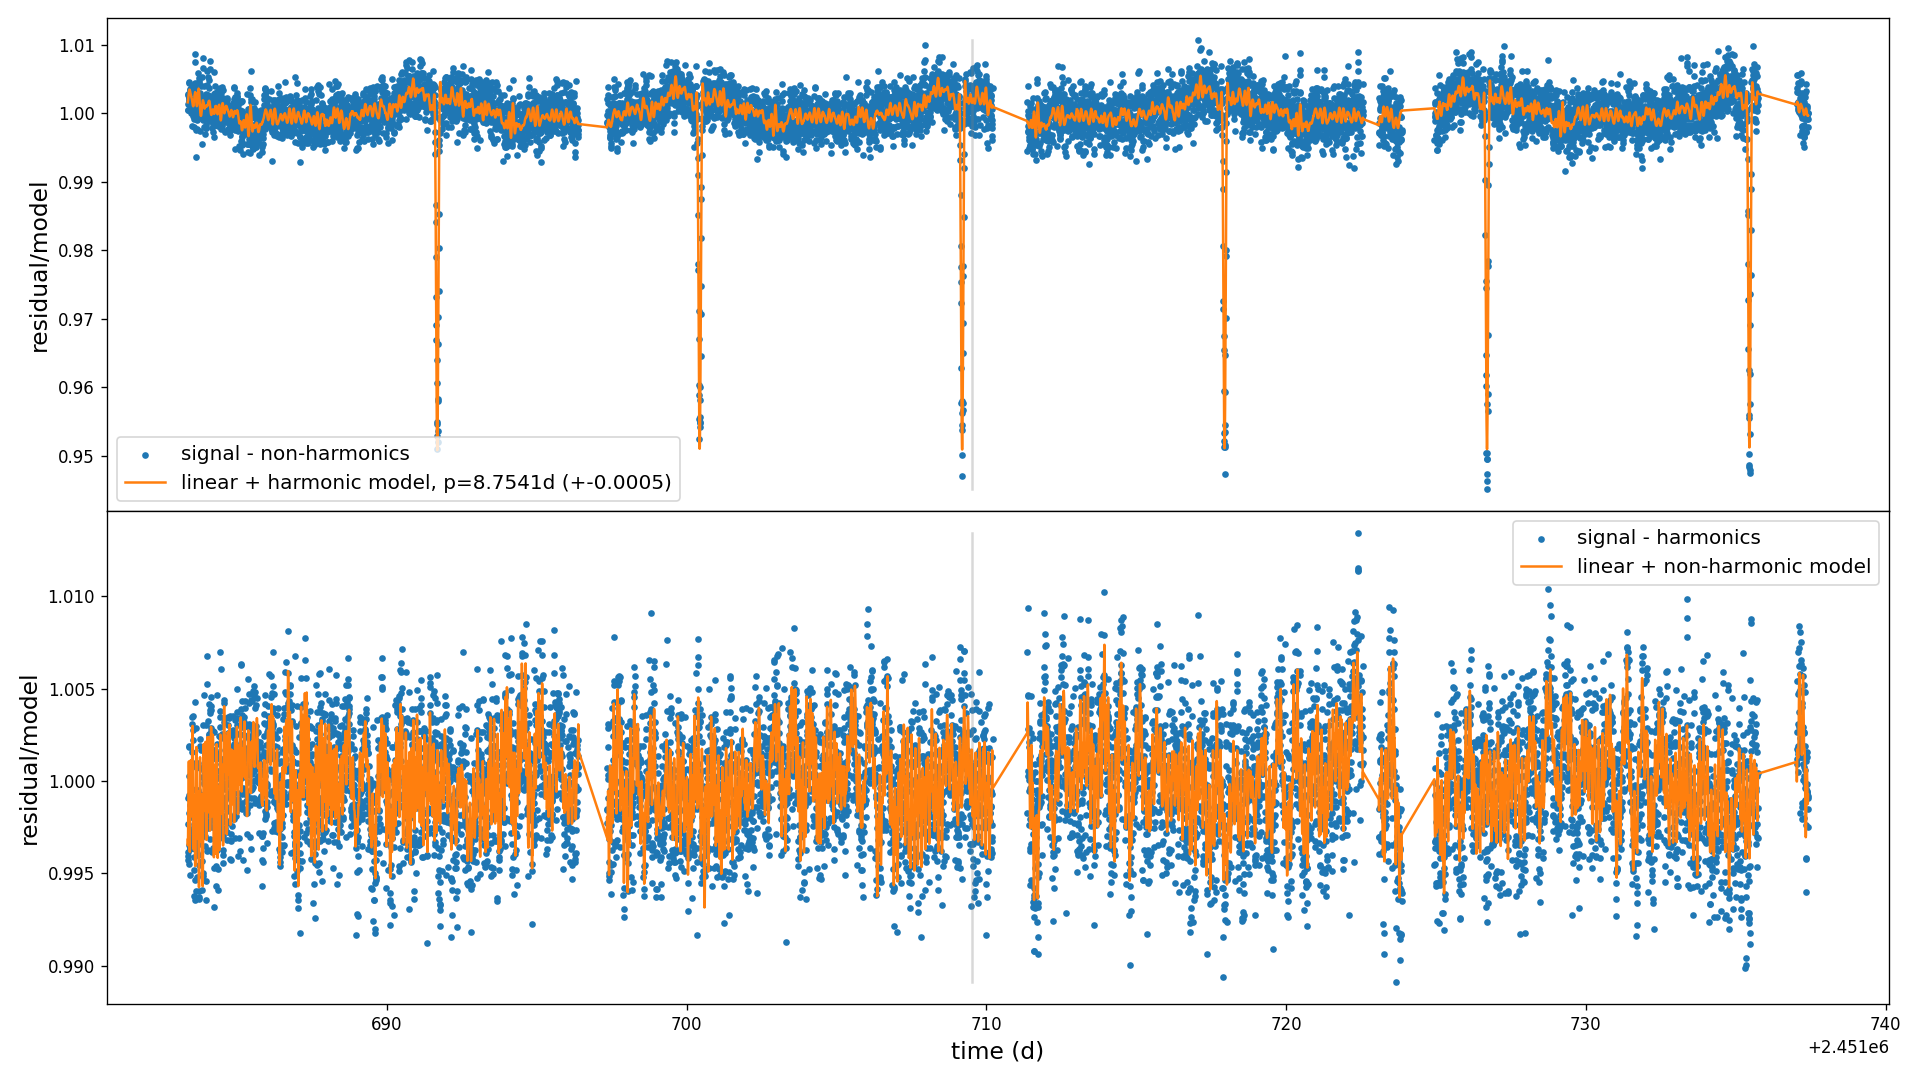 1.01
1.00
0.99
0.98
0.97
0.96
0.95
residual/model
signal - non-harmonics
linear + harmonic model, p=8.7541d (+-0.0005)
signal - harmonics
linear + non-harmonic model
1.010
1.005
1.000
0.995
0.990
residual/model
690
700
710
720
730
740
time (d)
+2.451e6